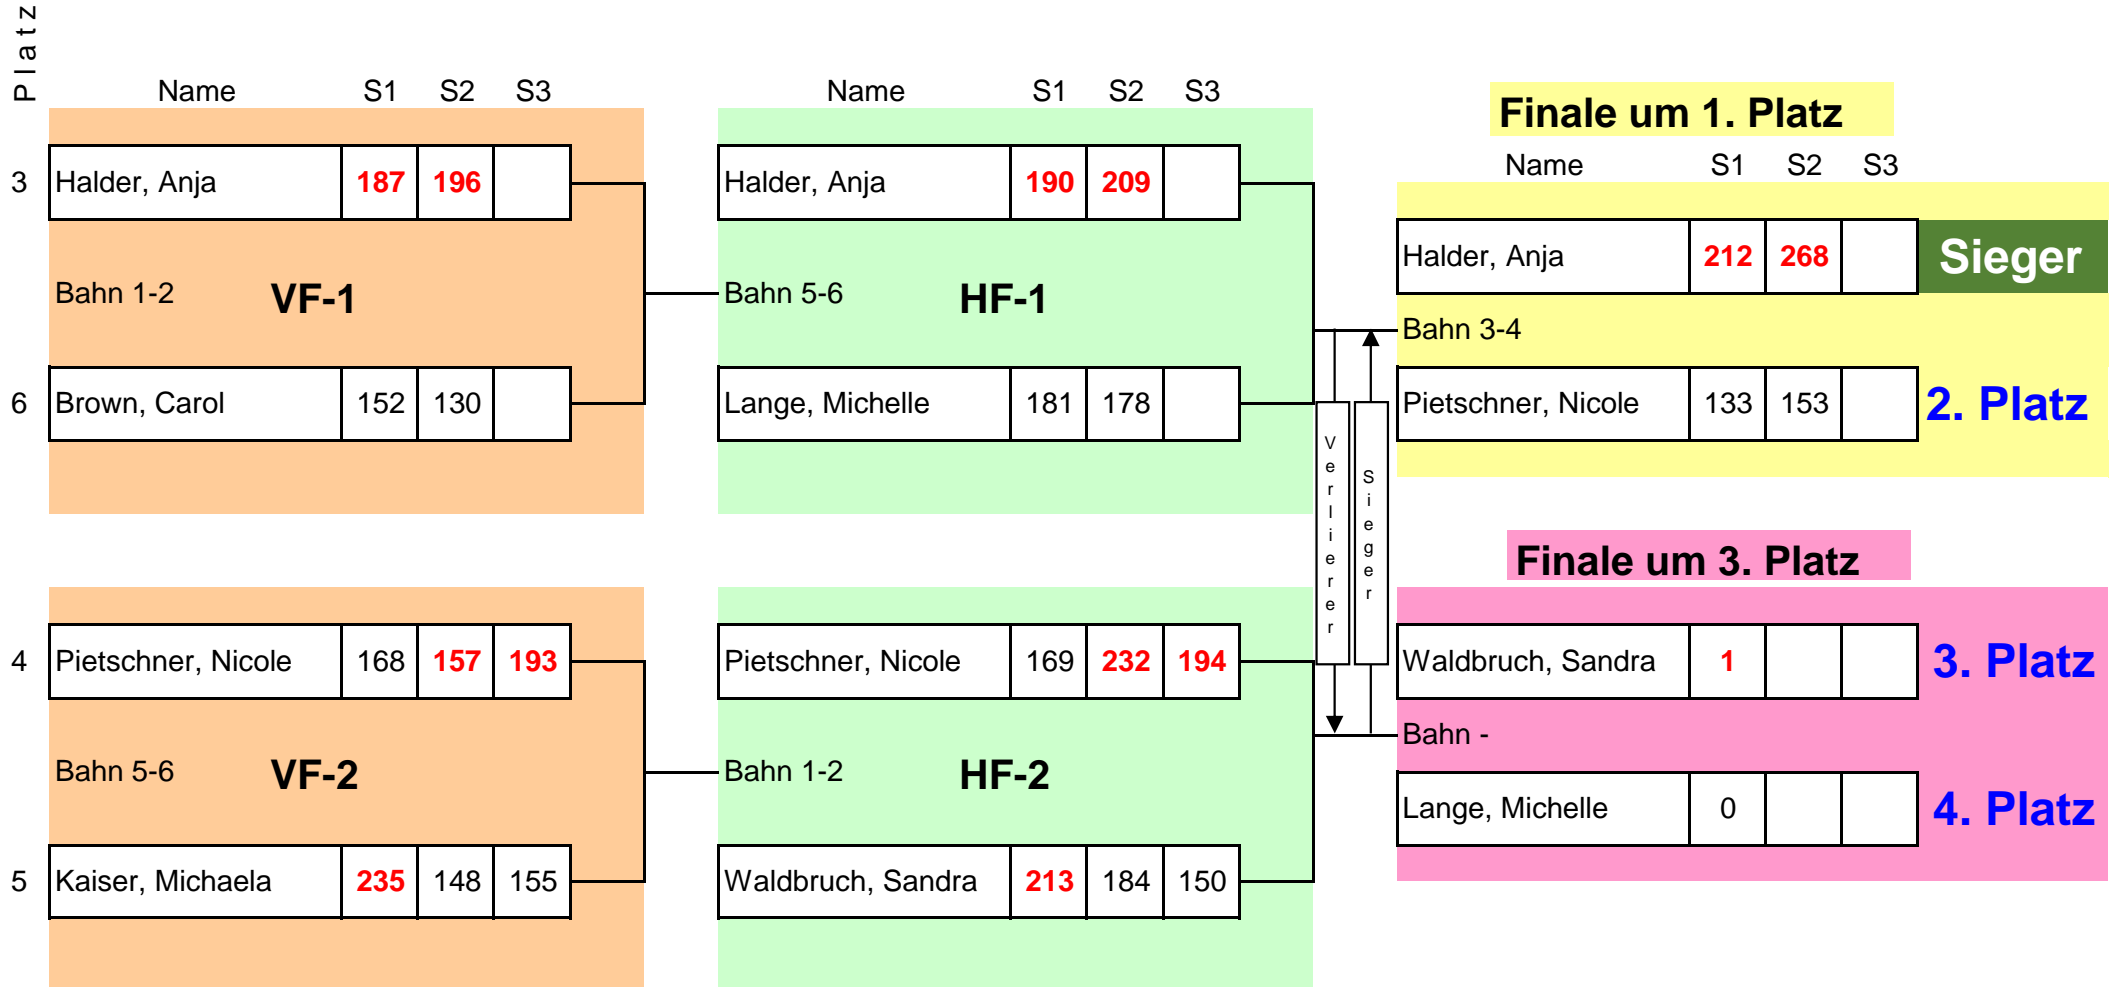 Platz
Name S1 S2 S3
3 Halder, Anja 187 196
Bahn 1-2 VF-1
6 Brown, Carol 152 130
4 Pietschner, Nicole 168 157 193
Bahn 5-6 VF-2
5 Kaiser, Michaela 235 148 155
Name S1 S2 S3
Halder, Anja 190 209
Bahn 5-6 HF-1
Lange, Michelle 181 178
Pietschner, Nicole 169 232 194
Bahn 1-2 HF-2
Waldbruch, Sandra 213 184 150
Verlierer
Sieger
Finale um 1. Platz
Name S1 S2 S3
Halder, Anja 212 268 Sieger
Bahn 3-4
Pietschner, Nicole 133 153 2. Platz
Finale um 3. Platz
Waldbruch, Sandra 1 3. Platz
Bahn -
Lange, Michelle 0 4. Platz